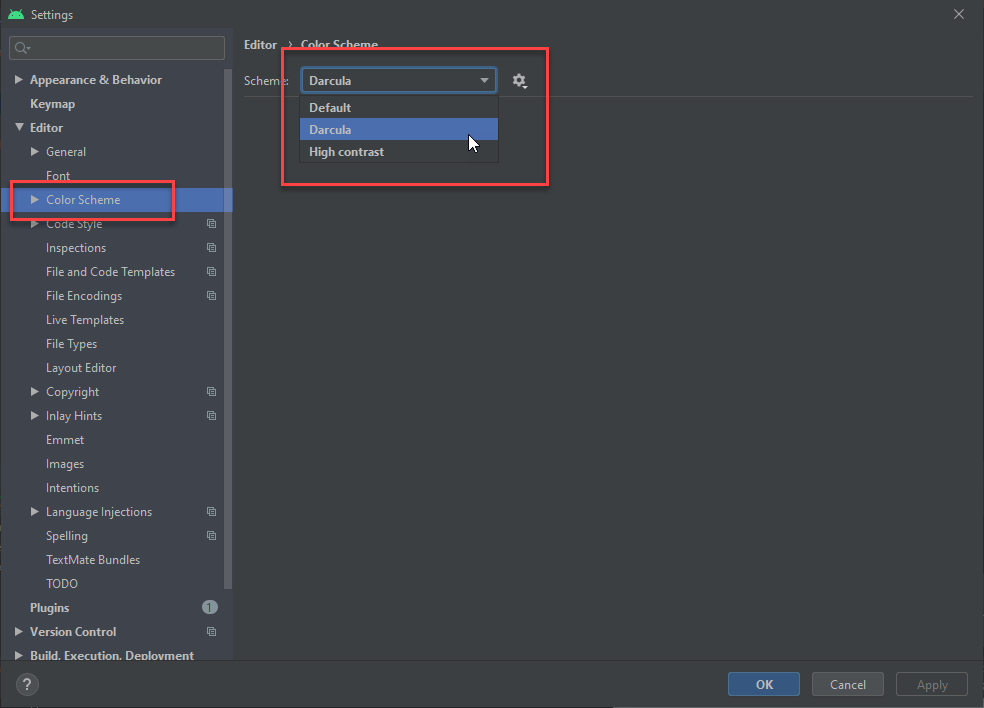 Settings
Editor › Color Scheme
Scheme: Darcula
Default
Darcula
High contrast
Appearance & Behavior
Keymap
Editor
General
Font
Color Scheme
Code Style
Inspections
File and Code Templates
File Encodings
Live Templates
File Types
Layout Editor
Copyright
Inlay Hints
Emmet
Images
Intentions
Language Injections
Spelling
TextMate Bundles
TODO
Plugins 1
Version Control
Build, Execution, Deployment
?
OK Cancel Apply